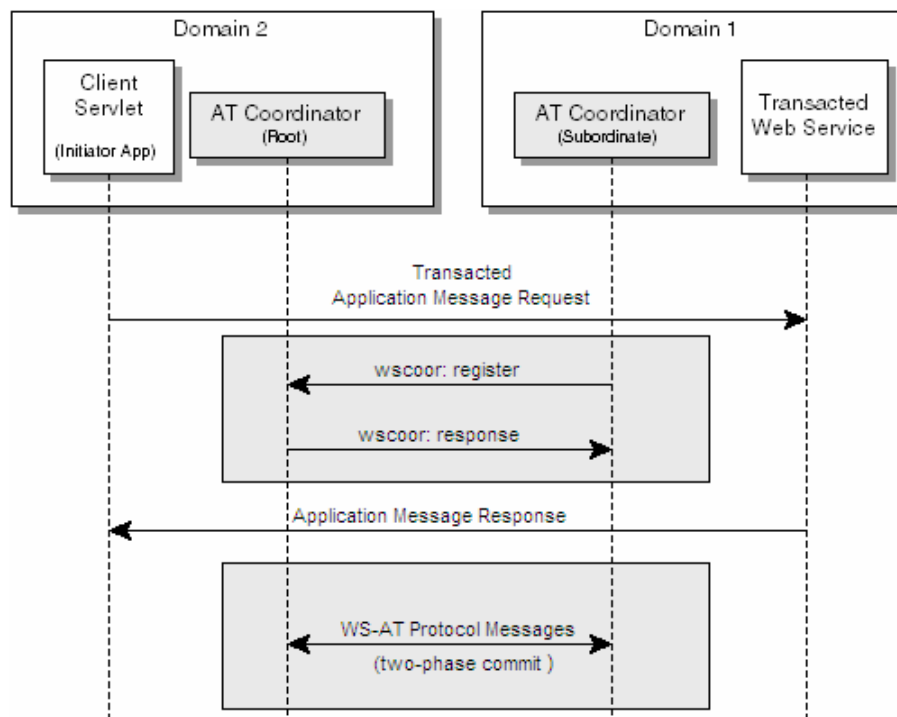 Domain 2
Domain 1
Client
Servlet
(Initiator App)
AT Coordinator
(Root)
AT Coordinator
(Subordinate)
Transacted
Web Service
Transacted
Application Message Request
wscoor: register
wscoor: response
Application Message Response
WS-AT Protocol Messages
(two-phase commit )